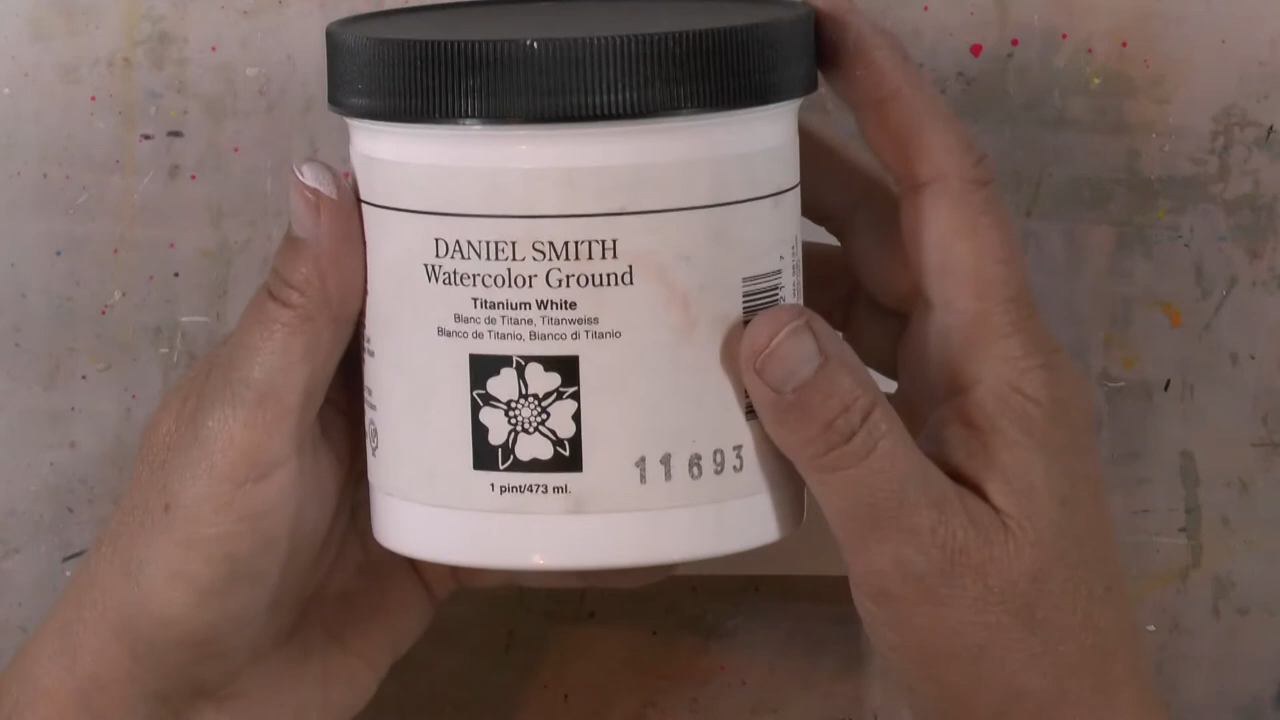 DANIEL SMITH
Watercolor Ground
Titanium White
Blanc de Titane, Titanweiss
Bianco de Titanio, Bianco di Titanio
1 pint/473 ml.
11693